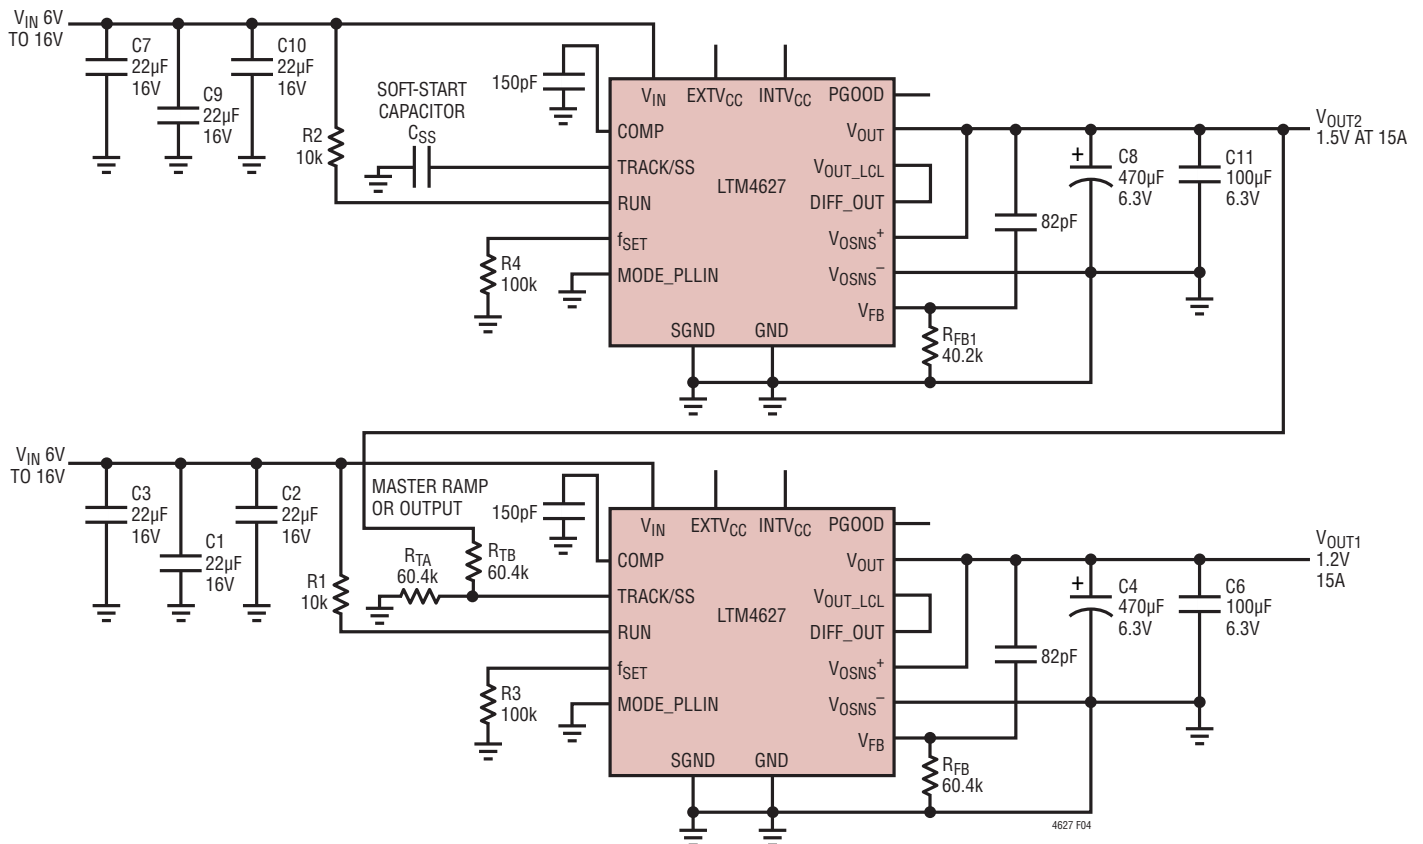 VIN 6V
TO 16V
C7
22µF
16V
C9
22µF
16V
C10
22µF
16V
R2
10k
SOFT-START
CAPACITOR
CSS
150pF
VIN
EXTVCC
INTVCC
PGOOD
COMP
VOUT
TRACK/SS
VOUT_LCL
LTM4627
RUN
DIFF_OUT
fSET
VOSNS+
MODE_PLLIN
VOSNS–
VFB
SGND
GND
R4
100k
RFB1
40.2k
82pF
+
C8
470µF
6.3V
C11
100µF
6.3V
VOUT2
1.5V AT 15A
VIN 6V
TO 16V
C3
22µF
16V
C1
22µF
16V
C2
22µF
16V
R1
10k
MASTER RAMP
OR OUTPUT
RTA
60.4k
RTB
60.4k
150pF
VIN
EXTVCC
INTVCC
PGOOD
COMP
VOUT
TRACK/SS
VOUT_LCL
LTM4627
RUN
DIFF_OUT
fSET
VOSNS+
MODE_PLLIN
VOSNS–
VFB
SGND
GND
R3
100k
RFB
60.4k
82pF
+
C4
470µF
6.3V
C6
100µF
6.3V
VOUT1
1.2V
15A
4627 F04